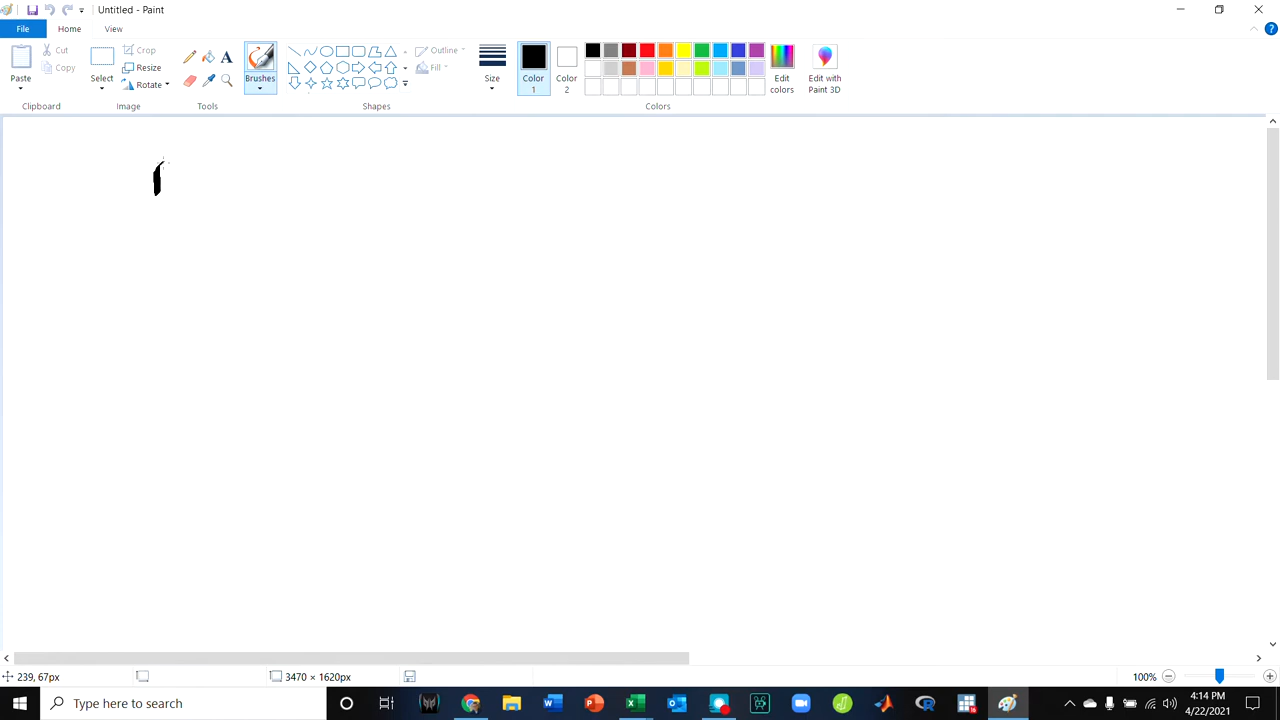 Untitled - Paint
File Home View
Paste Cut Copy
Select Crop Resize Rotate
Brushes
Outline Fill
Size
Color 1
Color 2
Edit colors
Edit with Paint 3D
Clipboard Image Tools Shapes Colors
239, 67px 3470 × 1620px 100%
Type here to search
4:14 PM
4/22/2021